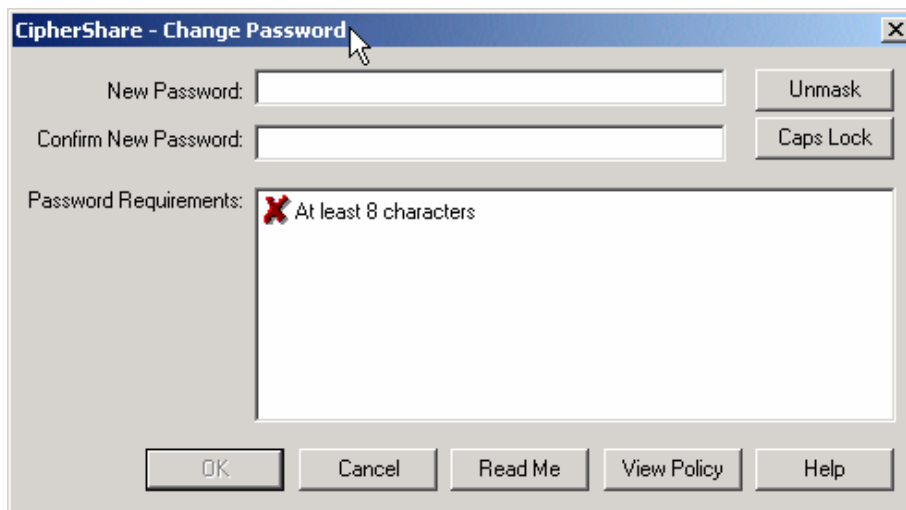 CipherShare - Change Password
New Password:
Unmask
Confirm New Password:
Caps Lock
Password Requirements:
At least 8 characters
OK Cancel Read Me View Policy Help